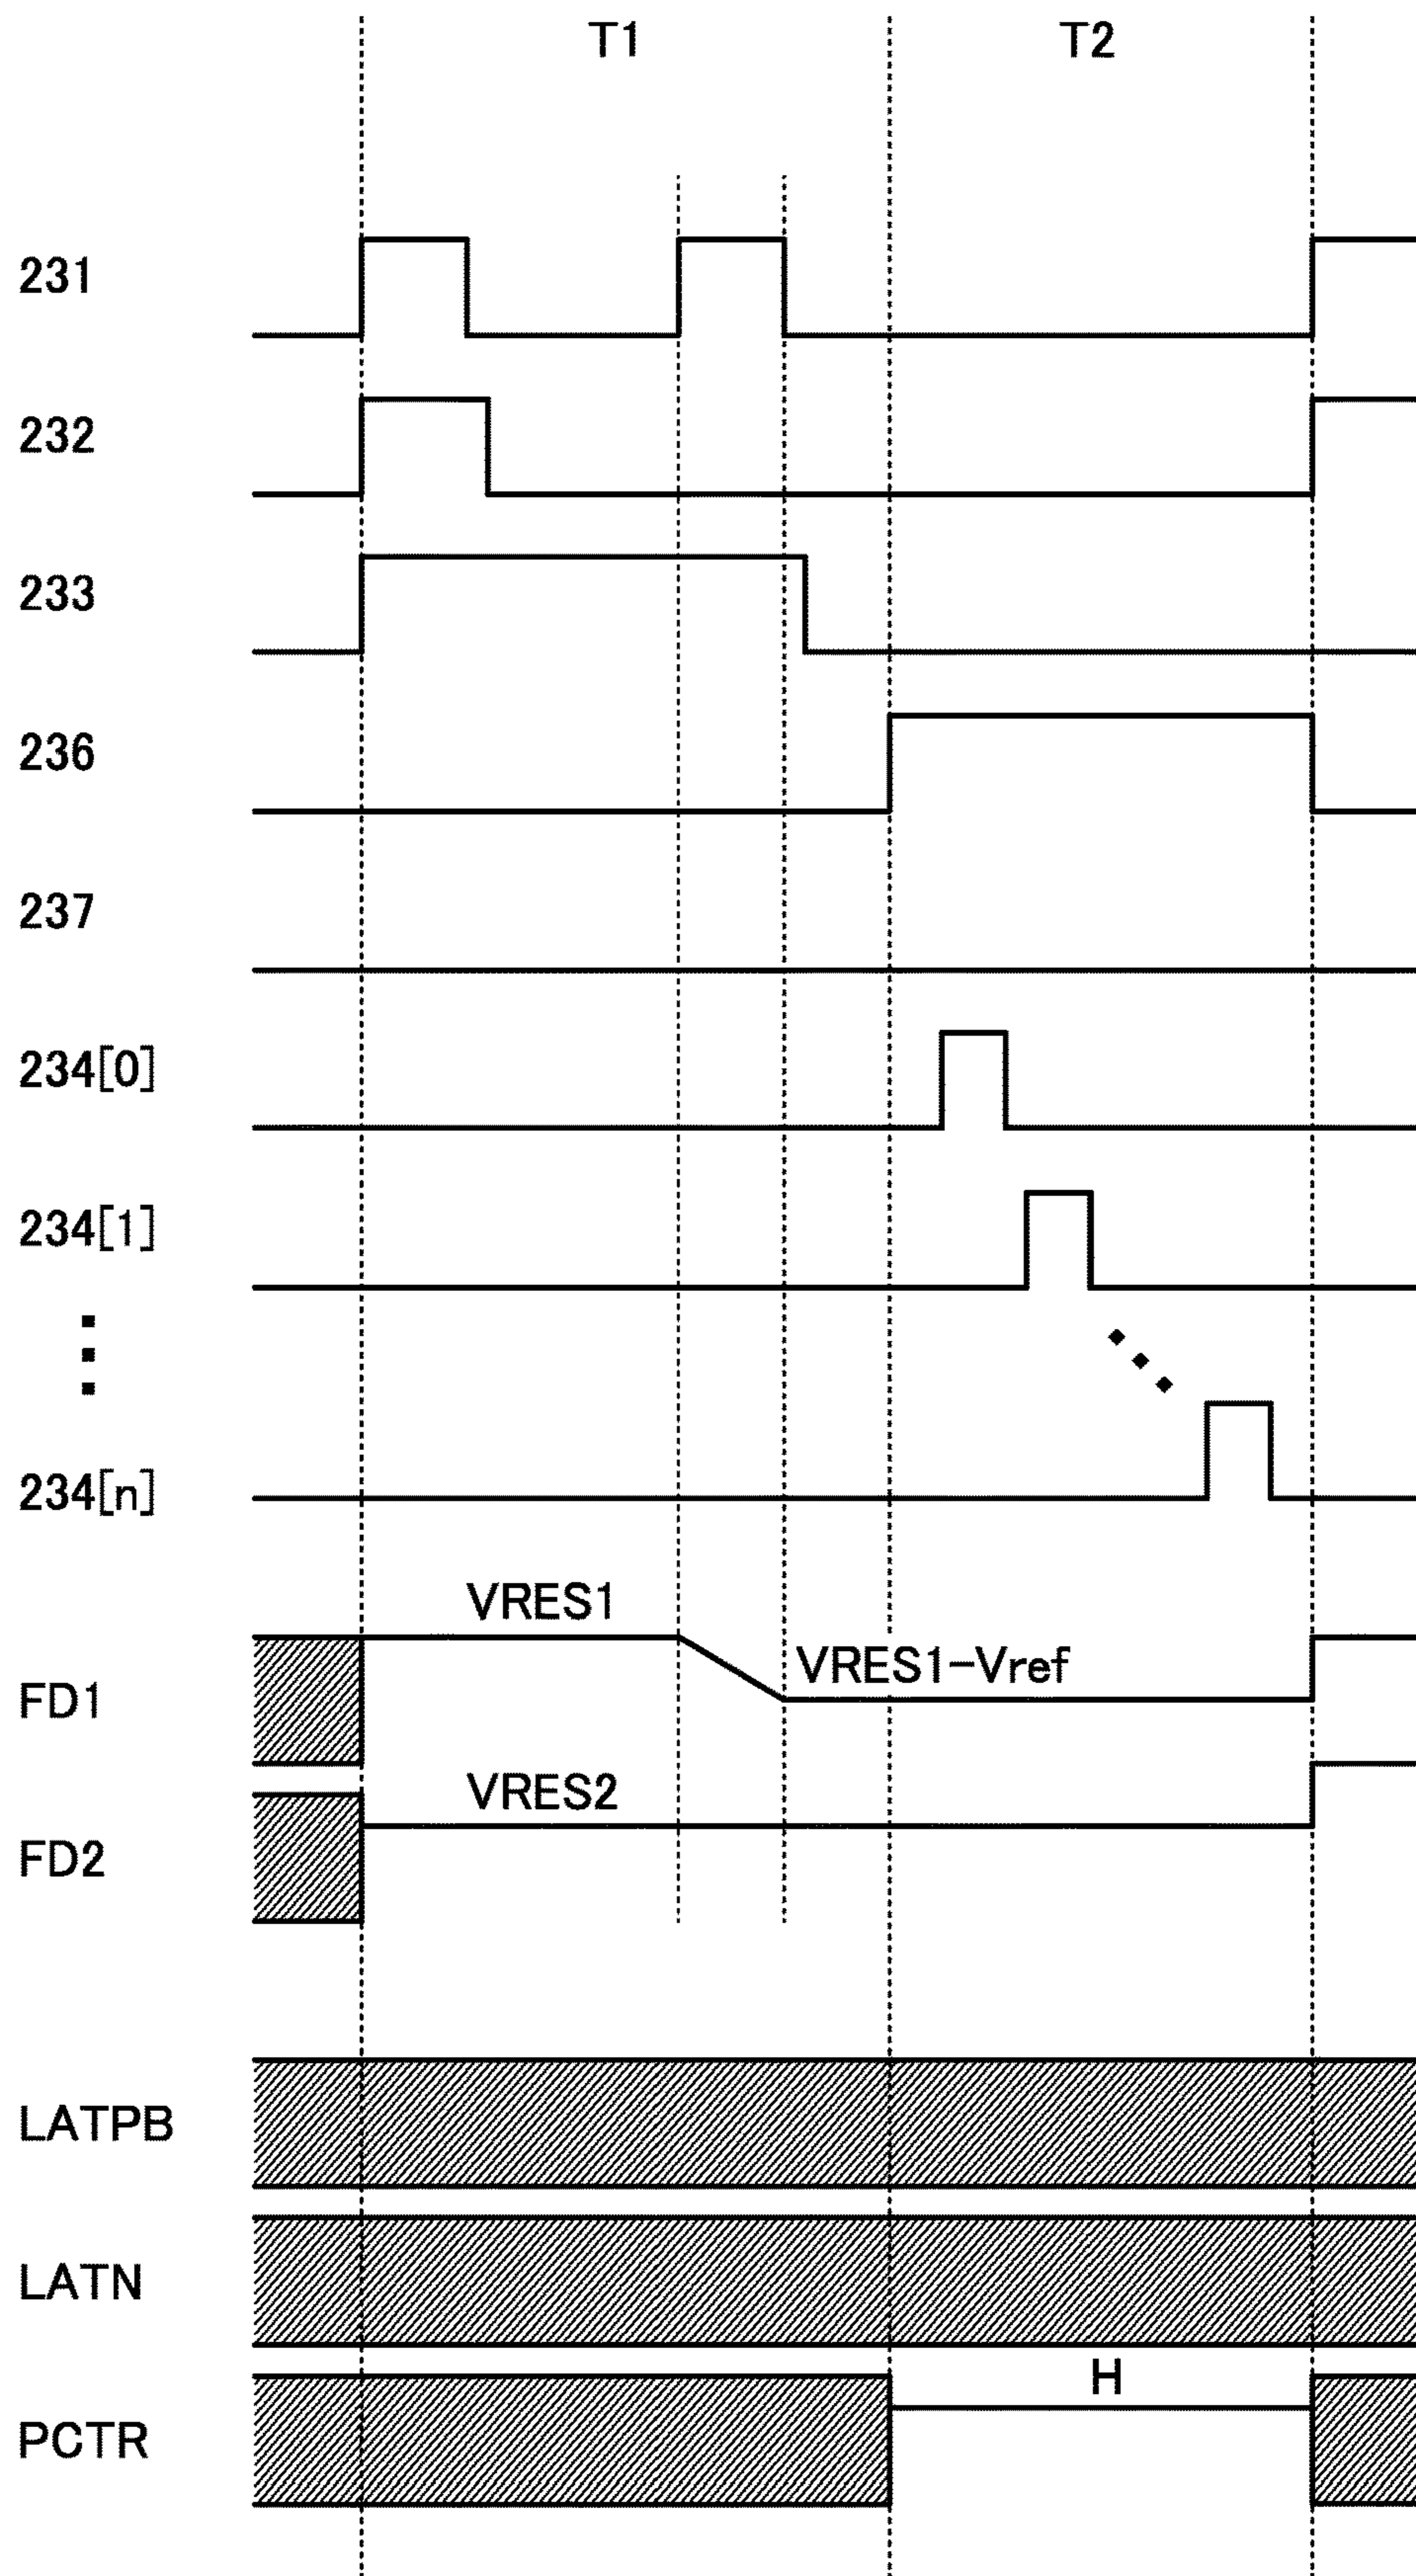 T1 T2
231
232
233
236
237
234[0]
234[1]
234[n]
VRES1
VRES1-Vref
FD1
VRES2
FD2
LATPB
LATN
H
PCTR